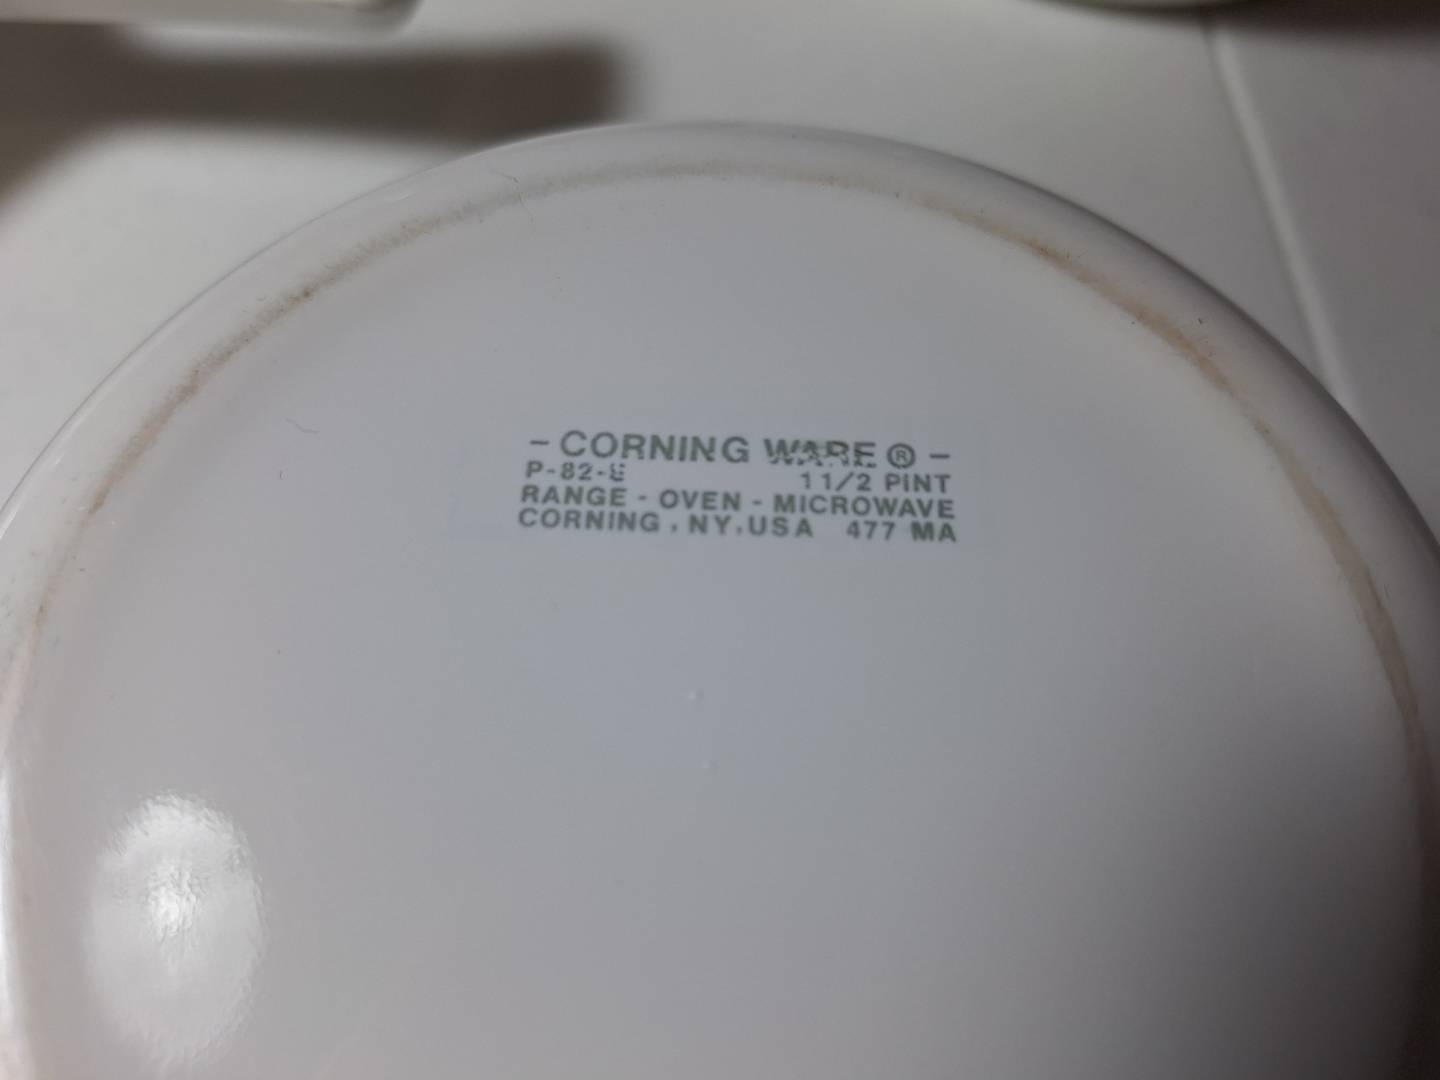 - CORNING WARE ® -
P-82- 1 1/2 PINT
RANGE - OVEN - MICROWAVE
CORNING, NY, USA 477 MA